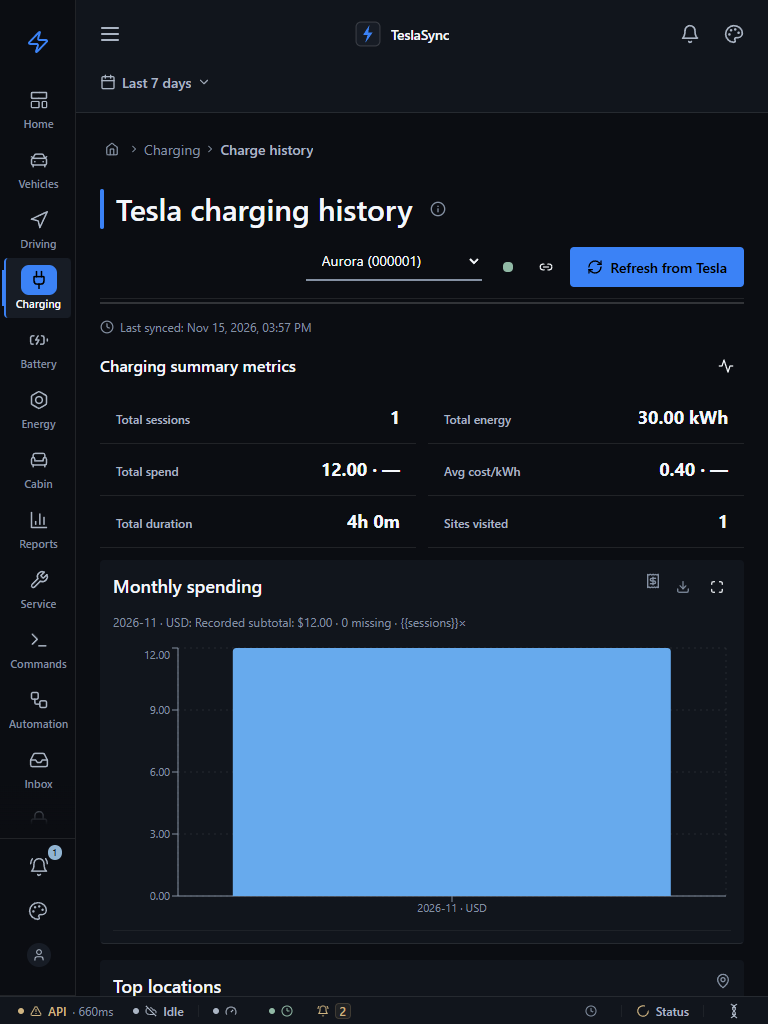 TeslaSync
Last 7 days
Home
Vehicles
Driving
Charging
Battery
Energy
Cabin
Reports
Service
Commands
Automation
Inbox
1
Charging > Charge history
Tesla charging history
Aurora (000001)
Refresh from Tesla
Last synced: Nov 15, 2026, 03:57 PM
Charging summary metrics
Total sessions 1
Total energy 30.00 kWh
Total spend 12.00 · —
Avg cost/kWh 0.40 · —
Total duration 4h 0m
Sites visited 1
Monthly spending
2026-11 · USD: Recorded subtotal: $12.00 · 0 missing · {{sessions}}×
12.00
9.00
6.00
3.00
0.00
2026-11 · USD
Top locations
API · 660ms
Idle
2
Status